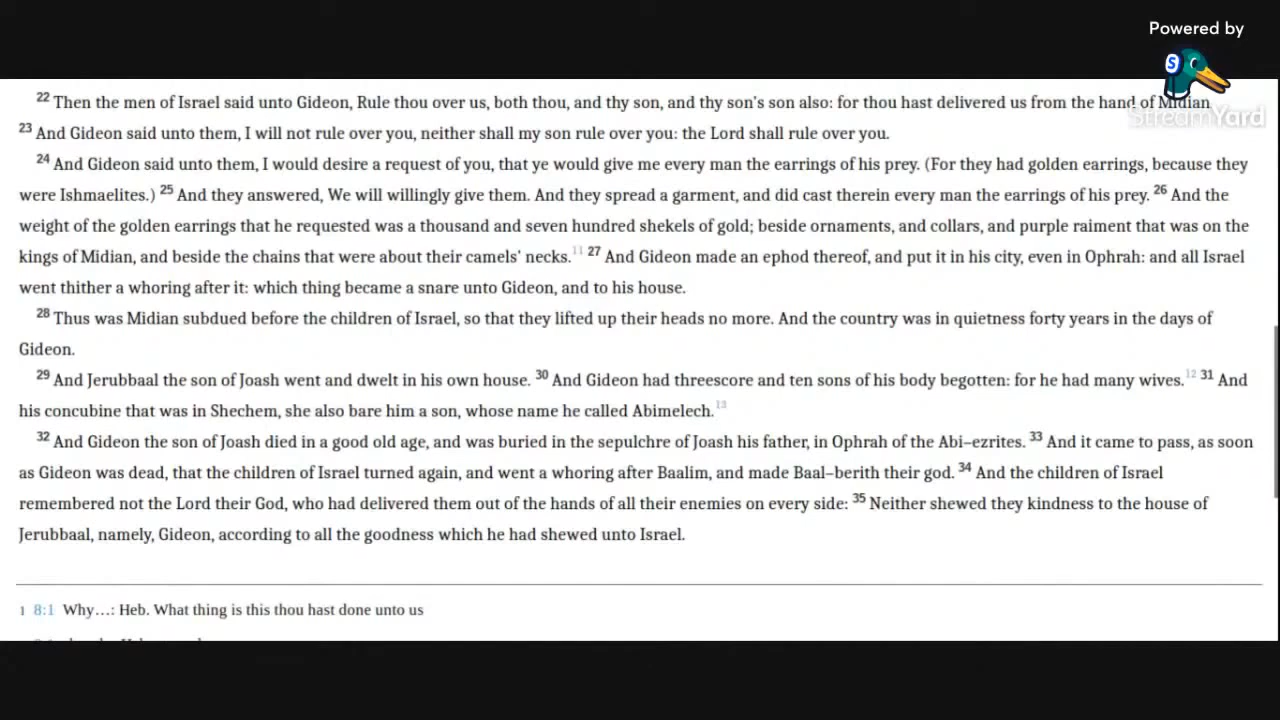 Powered by
StreamYard
22 Then the men of Israel said unto Gideon, Rule thou over us, both thou, and thy son, and thy son's son also: for thou hast delivered us from the hand of Midian.
23 And Gideon said unto them, I will not rule over you, neither shall my son rule over you: the Lord shall rule over you.
24 And Gideon said unto them, I would desire a request of you, that ye would give me every man the earrings of his prey. (For they had golden earrings, because they
were Ishmaelites.) 25 And they answered, We will willingly give them. And they spread a garment, and did cast therein every man the earrings of his prey. 26 And the
weight of the golden earrings that he requested was a thousand and seven hundred shekels of gold; beside ornaments, and collars, and purple raiment that was on the
kings of Midian, and beside the chains that were about their camels' necks. 11 27 And Gideon made an ephod thereof, and put it in his city, even in Ophrah: and all Israel
went thither a whoring after it: which thing became a snare unto Gideon, and to his house.
28 Thus was Midian subdued before the children of Israel, so that they lifted up their heads no more. And the country was in quietness forty years in the days of
Gideon.
29 And Jerubbaal the son of Joash went and dwelt in his own house. 30 And Gideon had threescore and ten sons of his body begotten: for he had many wives. 12 31 And
his concubine that was in Shechem, she also bare him a son, whose name he called Abimelech. 13
32 And Gideon the son of Joash died in a good old age, and was buried in the sepulchre of Joash his father, in Ophrah of the Abi–ezrites. 33 And it came to pass, as soon
as Gideon was dead, that the children of Israel turned again, and went a whoring after Baalim, and made Baal–berith their god. 34 And the children of Israel
remembered not the Lord their God, who had delivered them out of the hands of all their enemies on every side: 35 Neither shewed they kindness to the house of
Jerubbaal, namely, Gideon, according to all the goodness which he had shewed unto Israel.
1 8:1 Why…: Heb. What thing is this thou hast done unto us